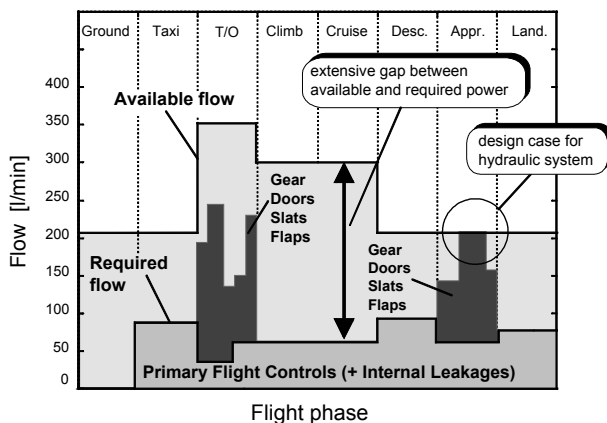 Ground Taxi T/O Climb Cruise Desc. Appr. Land.
extensive gap between
available and required power
Available flow
design case for
hydraulic system
Gear
Doors
Slats
Flaps
Gear
Doors
Slats
Flaps
Required
flow
Primary Flight Controls (+ Internal Leakages)
Flow [l/min]
400
350
300
250
200
150
100
50
0
Flight phase